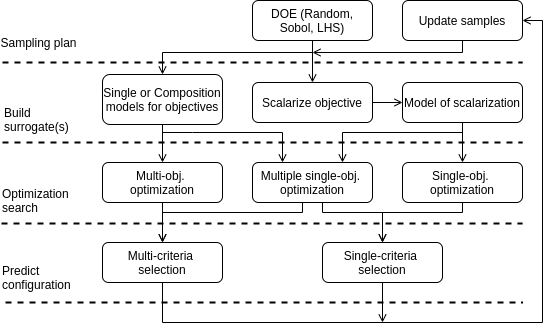 DOE (Random,
Sobol, LHS)
Update samples
Sampling plan
Single or Composition
models for objectives
Scalarize objective
Model of scalarization
Build
surrogate(s)
Multi-obj.
optimization
Multiple single-obj.
optimization
Single-obj.
optimization
Optimization
search
Multi-criteria
selection
Single-criteria
selection
Predict
configuration